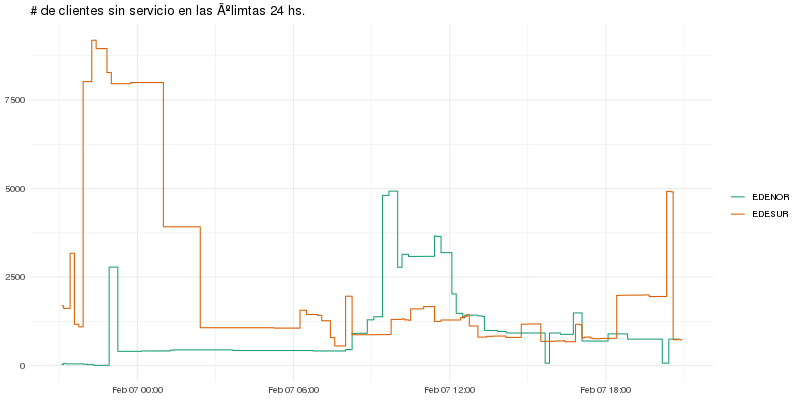 # de clientes sin servicio en las Ãºlimtas 24 hs.
7500
5000
2500
0
Feb 07 00:00
Feb 07 06:00
Feb 07 12:00
Feb 07 18:00
EDENOR
EDESUR